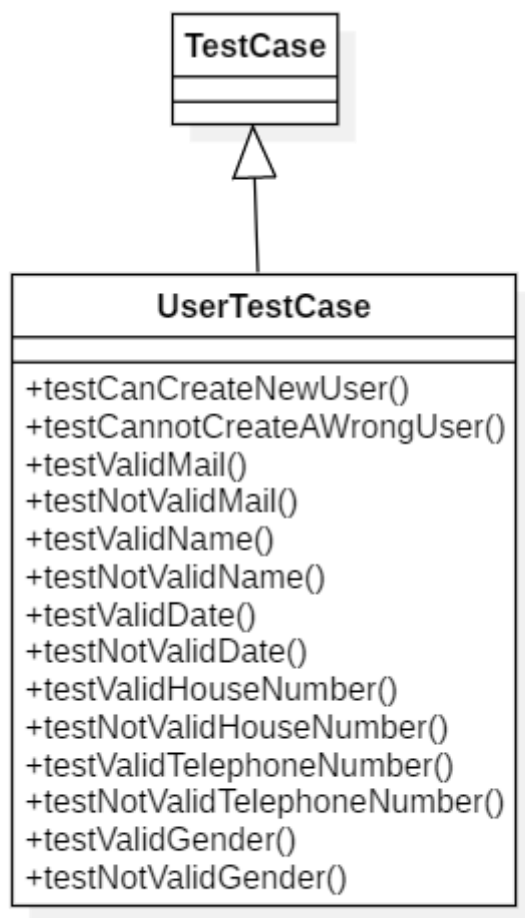 TestCase
UserTestCase
+testCanCreateNewUser()
+testCannotCreateAWrongUser()
+testValidMail()
+testNotValidMail()
+testValidName()
+testNotValidName()
+testValidDate()
+testNotValidDate()
+testValidHouseNumber()
+testNotValidHouseNumber()
+testValidTelephoneNumber()
+testNotValidTelephoneNumber()
+testValidGender()
+testNotValidGender()